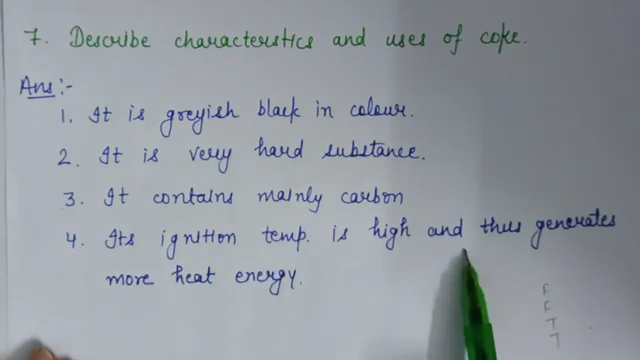 7. Describe characterstics and uses of coke.
Ans:-
1. It is greyish black in colour.
2. It is very hard substance.
3. It contains mainly carbon
4. Its ignition temp. is high and thus generates
more heat energy.
F
F
T
T